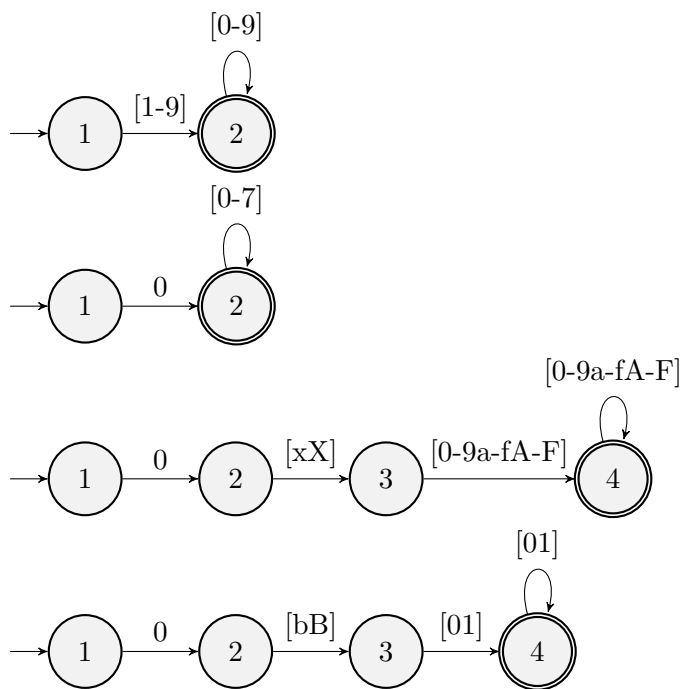 [0-9]
1 [1-9] 2
[0-7]
1 0 2
[0-9a-fA-F]
1 0 2 [xX] 3 [0-9a-fA-F] 4
[01]
1 0 2 [bB] 3 [01] 4